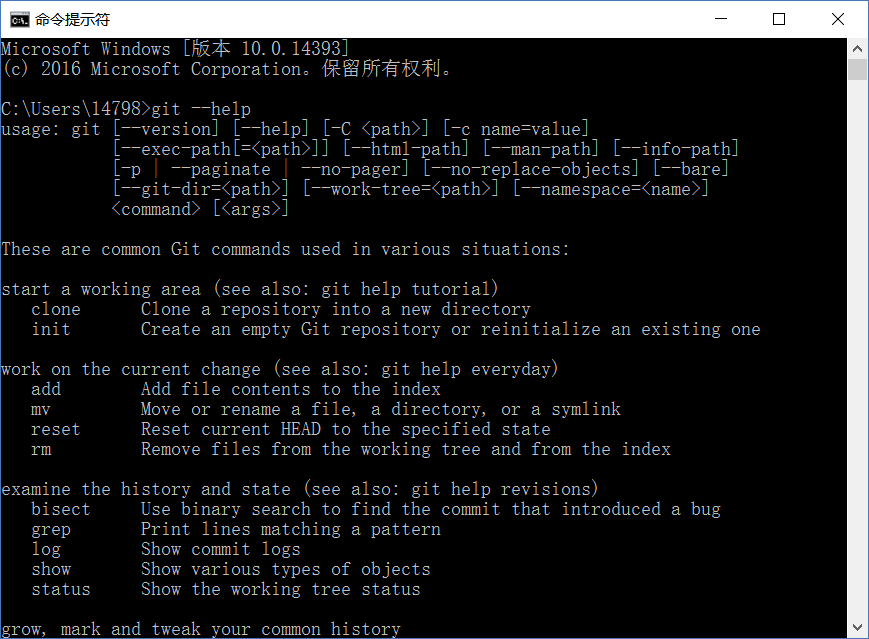 命令提示符
Microsoft Windows [版本 10.0.14393]
(c) 2016 Microsoft Corporation。保留所有权利。
C:\Users\14798>git --help
usage: git [--version] [--help] [-C <path>] [-c name=value]
           [--exec-path[=<path>]] [--html-path] [--man-path] [--info-path]
           [-p | --paginate | --no-pager] [--no-replace-objects] [--bare]
           [--git-dir=<path>] [--work-tree=<path>] [--namespace=<name>]
           <command> [<args>]
These are common Git commands used in various situations:
start a working area (see also: git help tutorial)
   clone      Clone a repository into a new directory
   init       Create an empty Git repository or reinitialize an existing one
work on the current change (see also: git help everyday)
   add        Add file contents to the index
   mv         Move or rename a file, a directory, or a symlink
   reset      Reset current HEAD to the specified state
   rm         Remove files from the working tree and from the index
examine the history and state (see also: git help revisions)
   bisect     Use binary search to find the commit that introduced a bug
   grep       Print lines matching a pattern
   log        Show commit logs
   show       Show various types of objects
   status     Show the working tree status
grow, mark and tweak your common history